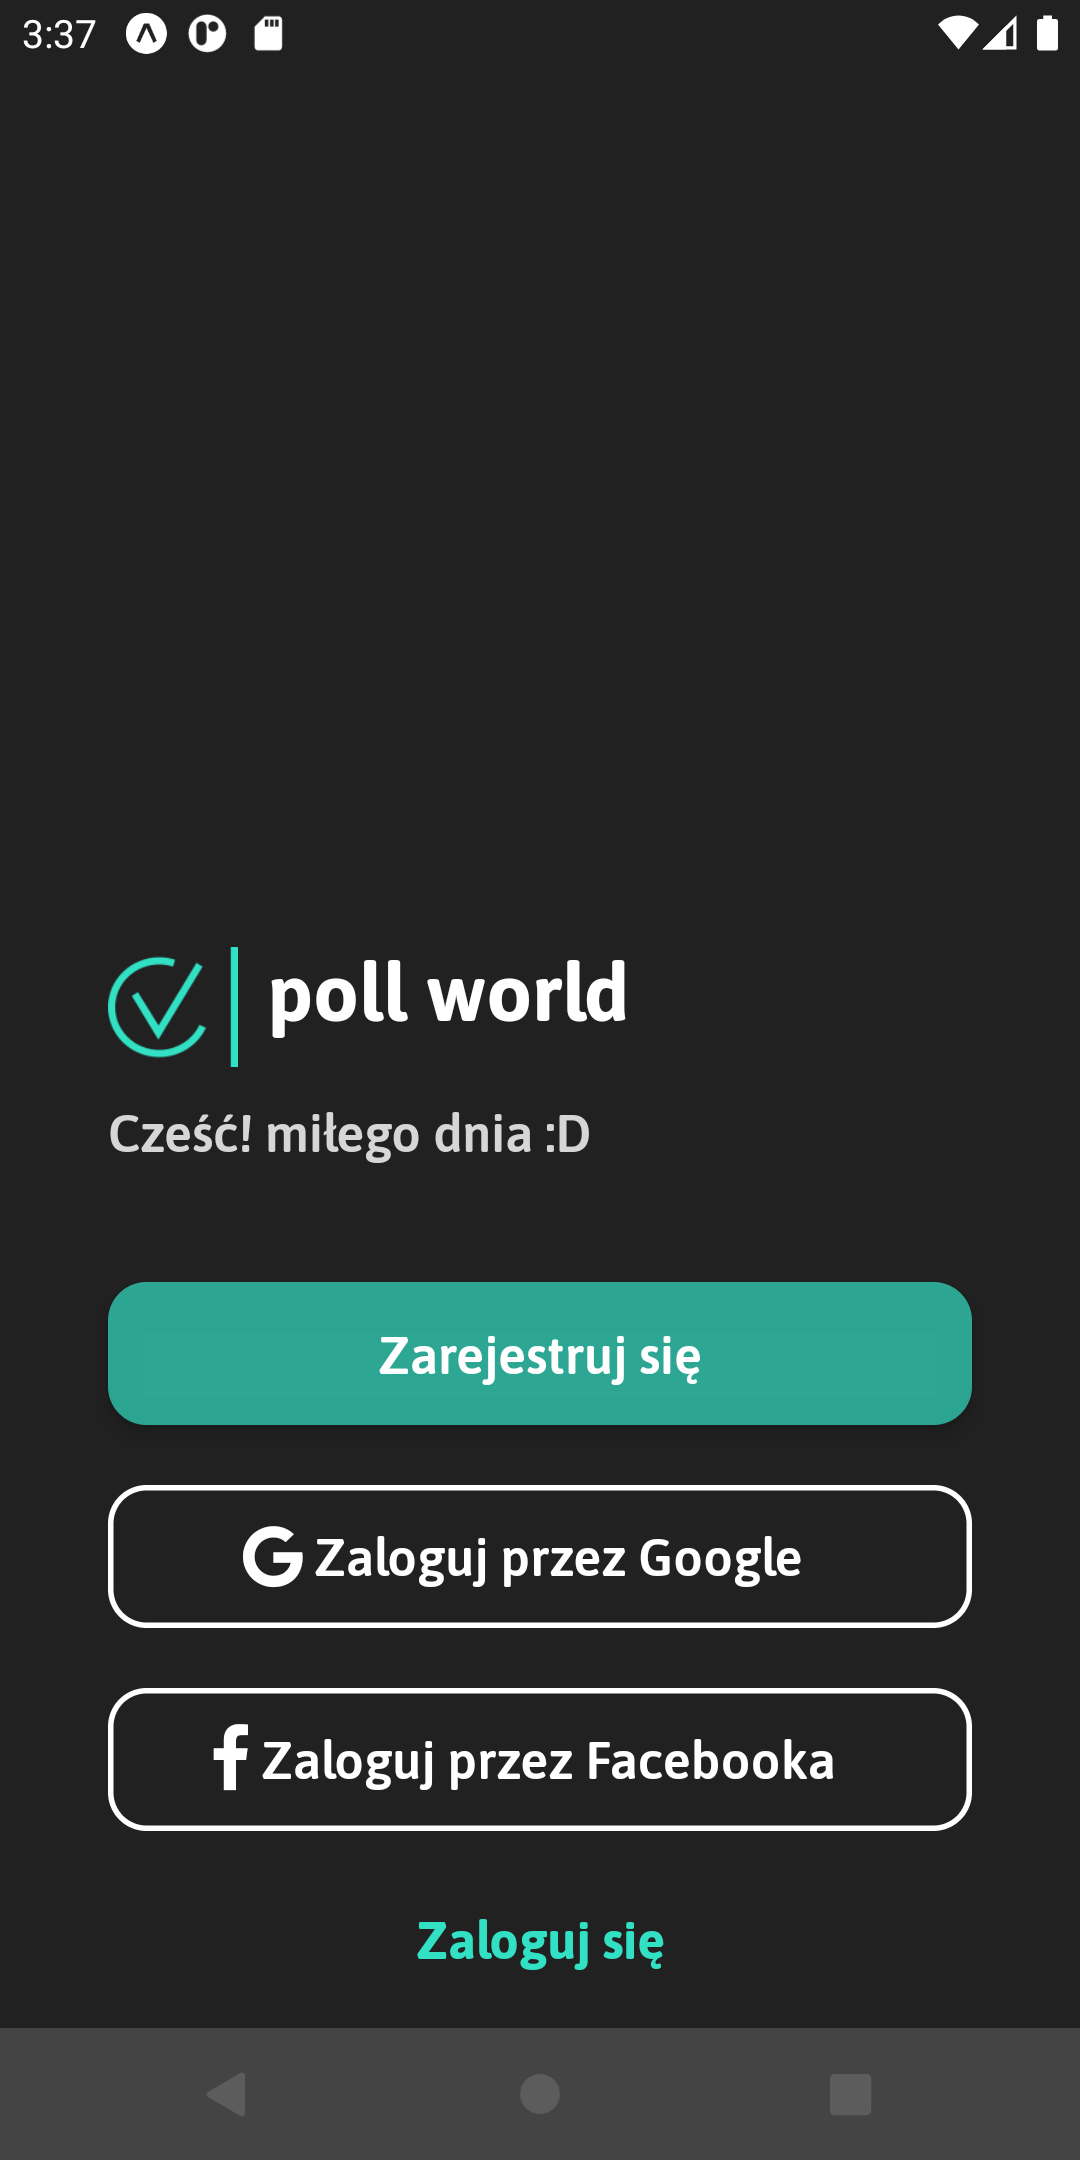 3:37
poll world
Cześć! miłego dnia :D
Zarejestruj się
Zaloguj przez Google
Zaloguj przez Facebooka
Zaloguj się